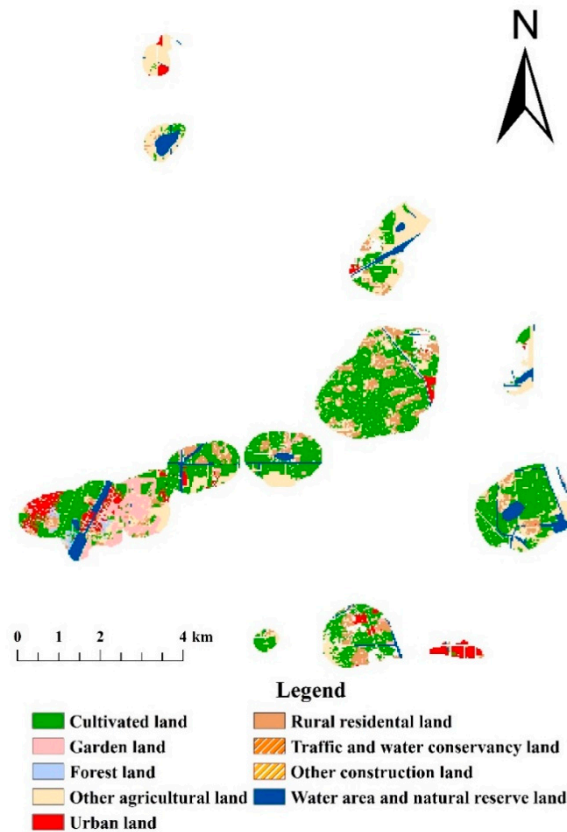 N
0 1 2 4 km
Legend
Cultivated land
Rural residental land
Garden land
Traffic and water conservancy land
Forest land
Other construction land
Other agricultural land
Water area and natural reserve land
Urban land